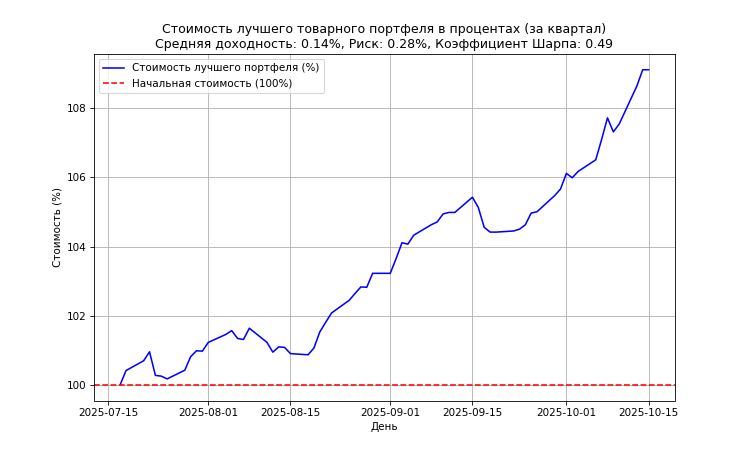 Стоимость лучшего товарного портфеля в процентах (за квартал)
Средняя доходность: 0.14%, Риск: 0.28%, Коэффициент Шарпа: 0.49
Стоимость лучшего портфеля (%)
Начальная стоимость (100%)
Стоимость (%)
108
106
104
102
100
2025-07-15 2025-08-01 2025-08-15 2025-09-01 2025-09-15 2025-10-01 2025-10-15
День